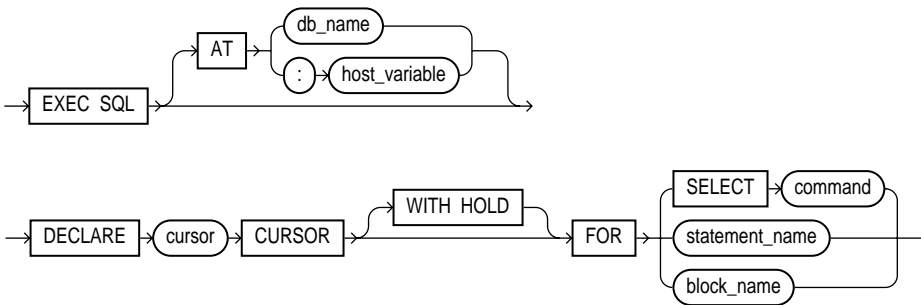 db_name
AT
: host_variable
EXEC SQL
WITH HOLD
SELECT command
DECLARE cursor CURSOR FOR statement_name
block_name